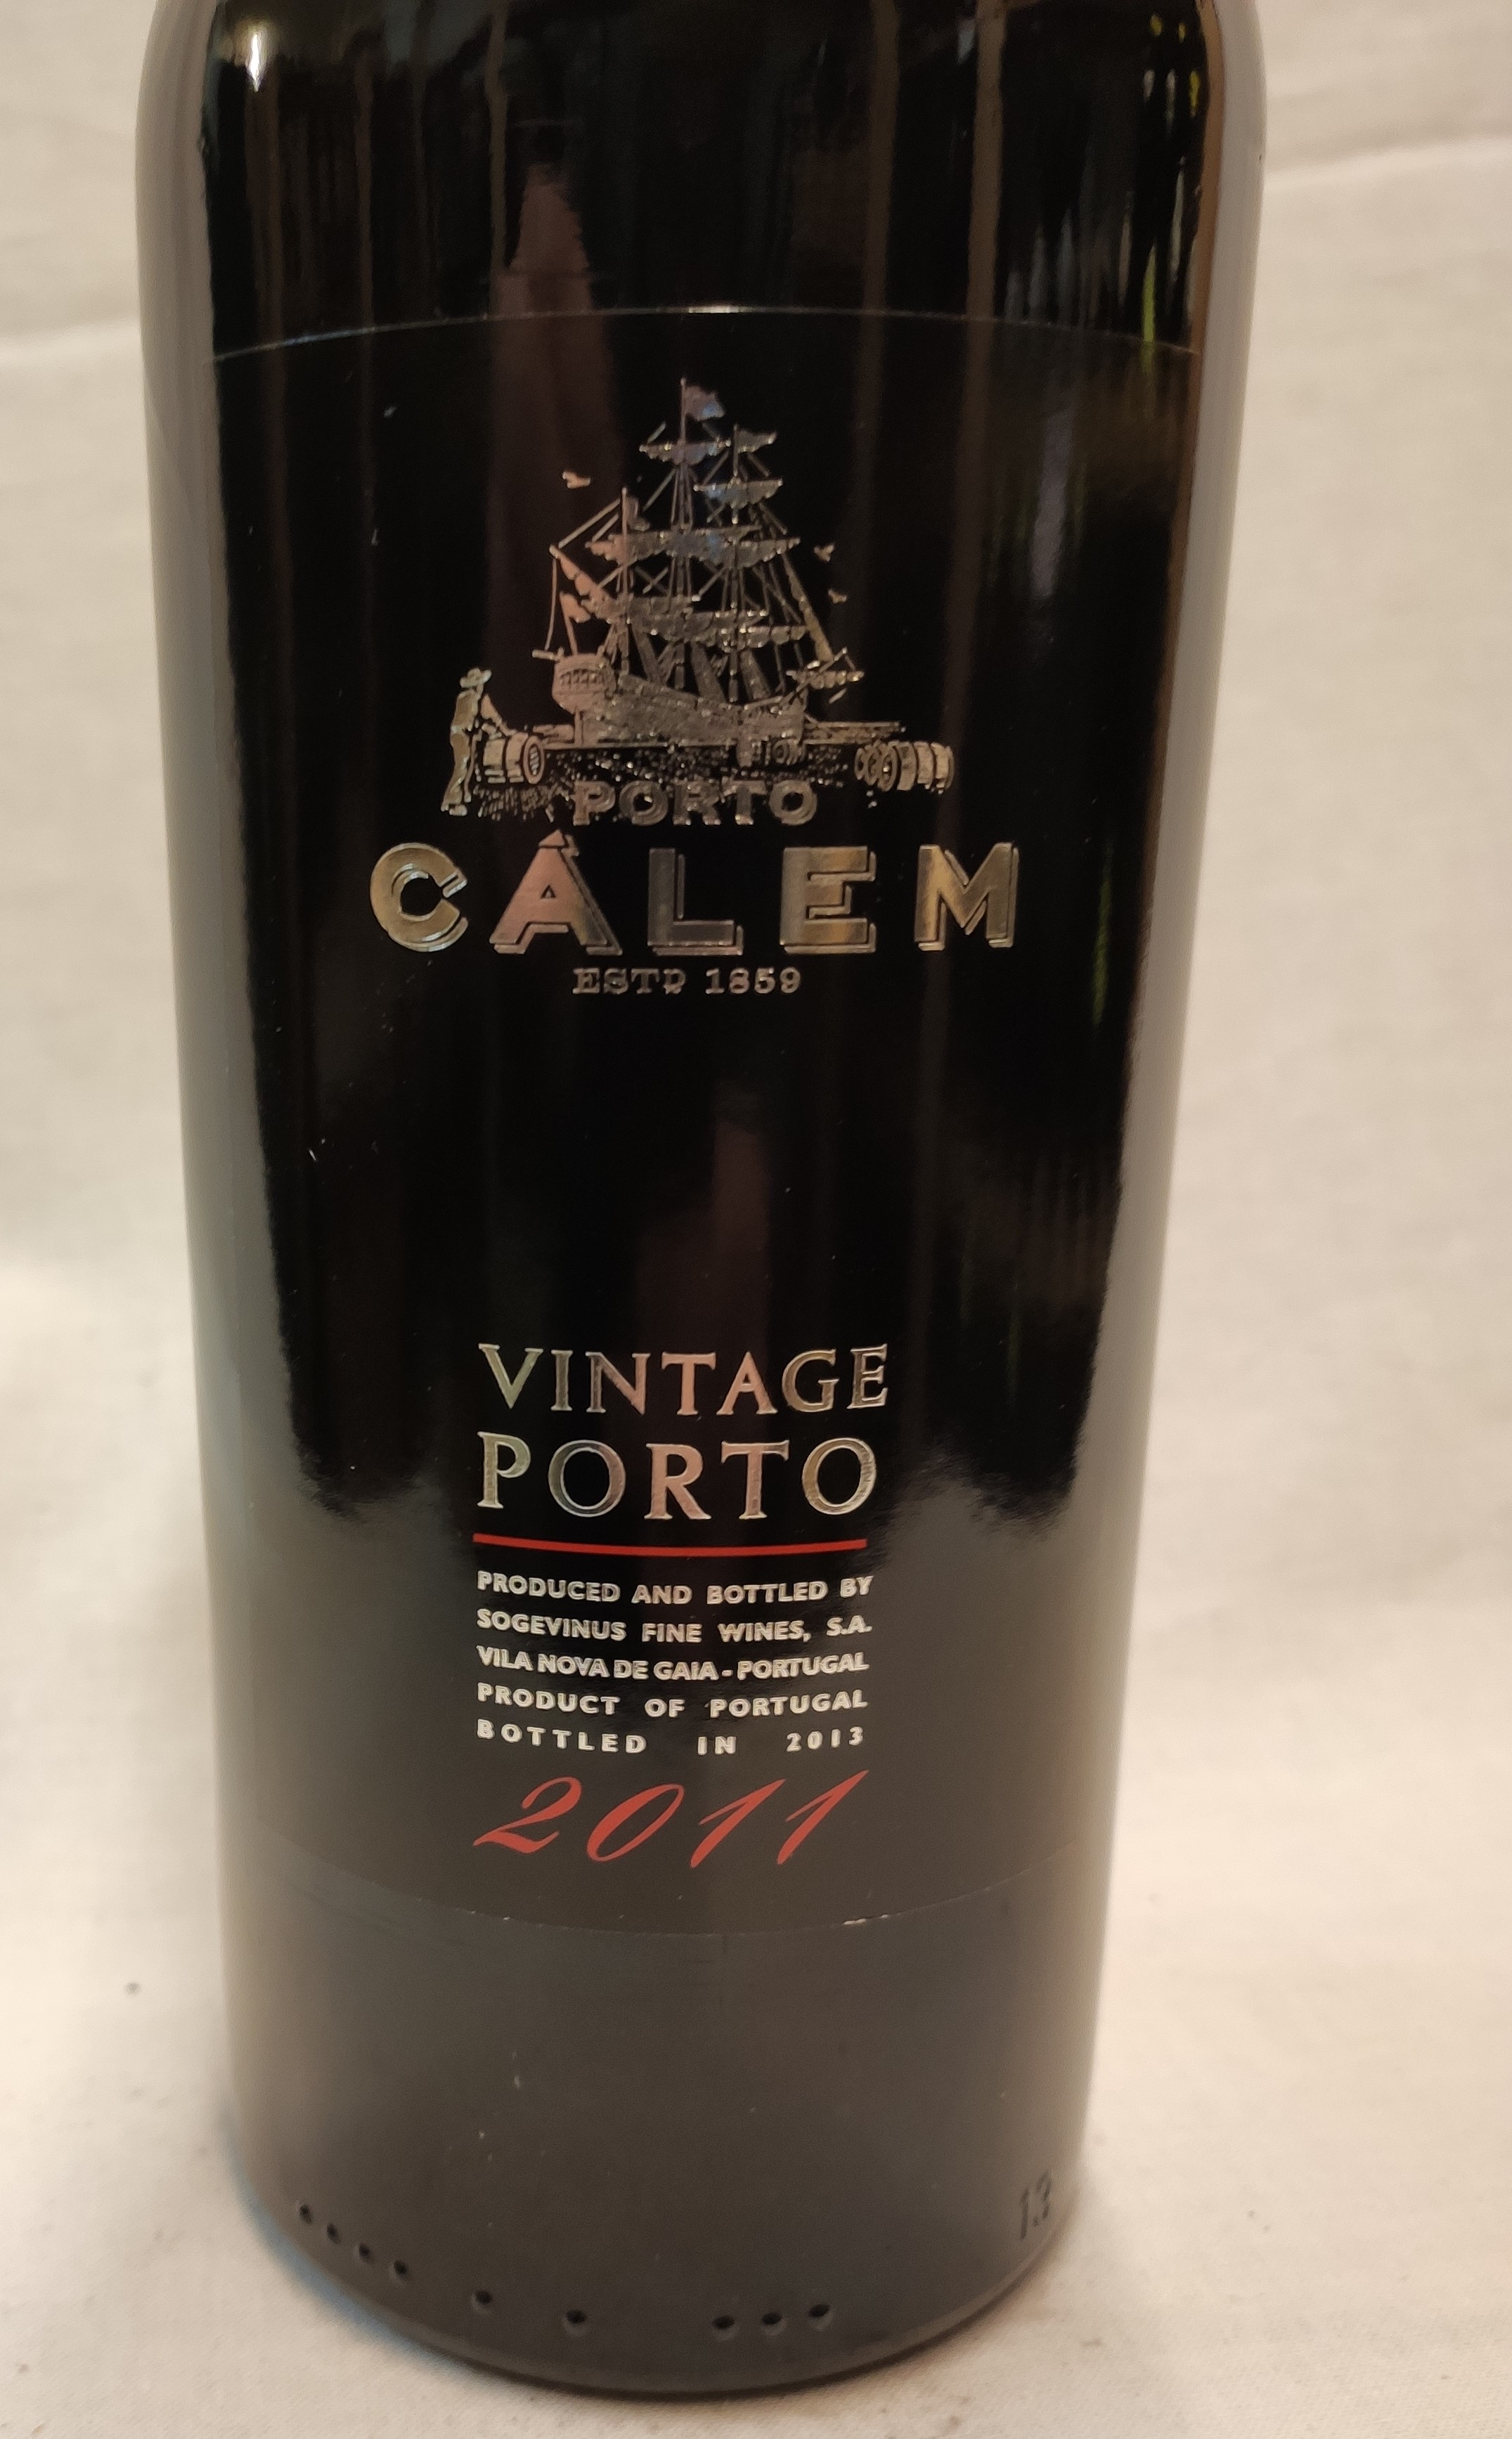 PORTO
CÁLEM
ESTD 1859
VINTAGE
PORTO
PRODUCED AND BOTTLED BY
SOGEVINUS FINE WINES, S.A.
VILA NOVA DE GAIA - PORTUGAL
PRODUCT OF PORTUGAL
BOTTLED IN 2013
2011